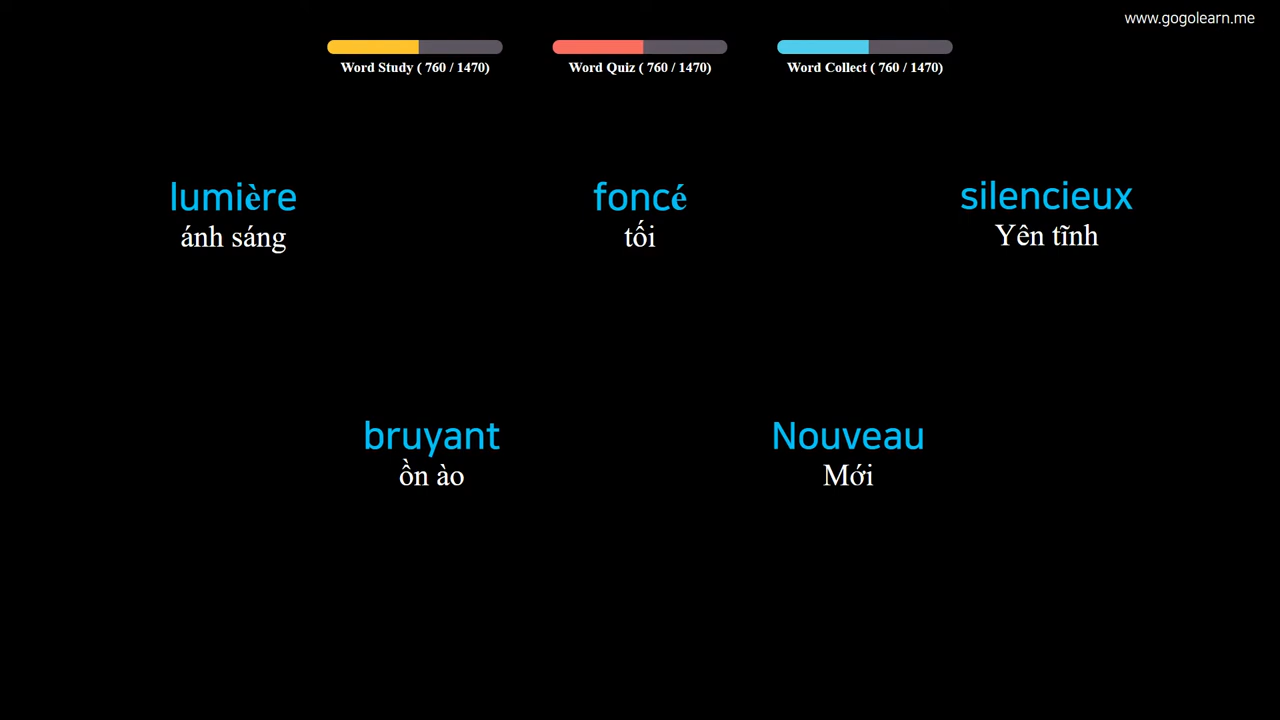 www.gogolearn.me
Word Study ( 760 / 1470)
Word Quiz ( 760 / 1470)
Word Collect ( 760 / 1470)
lumière
ánh sáng
foncé
tối
silencieux
Yên tĩnh
bruyant
ồn ào
Nouveau
Mới